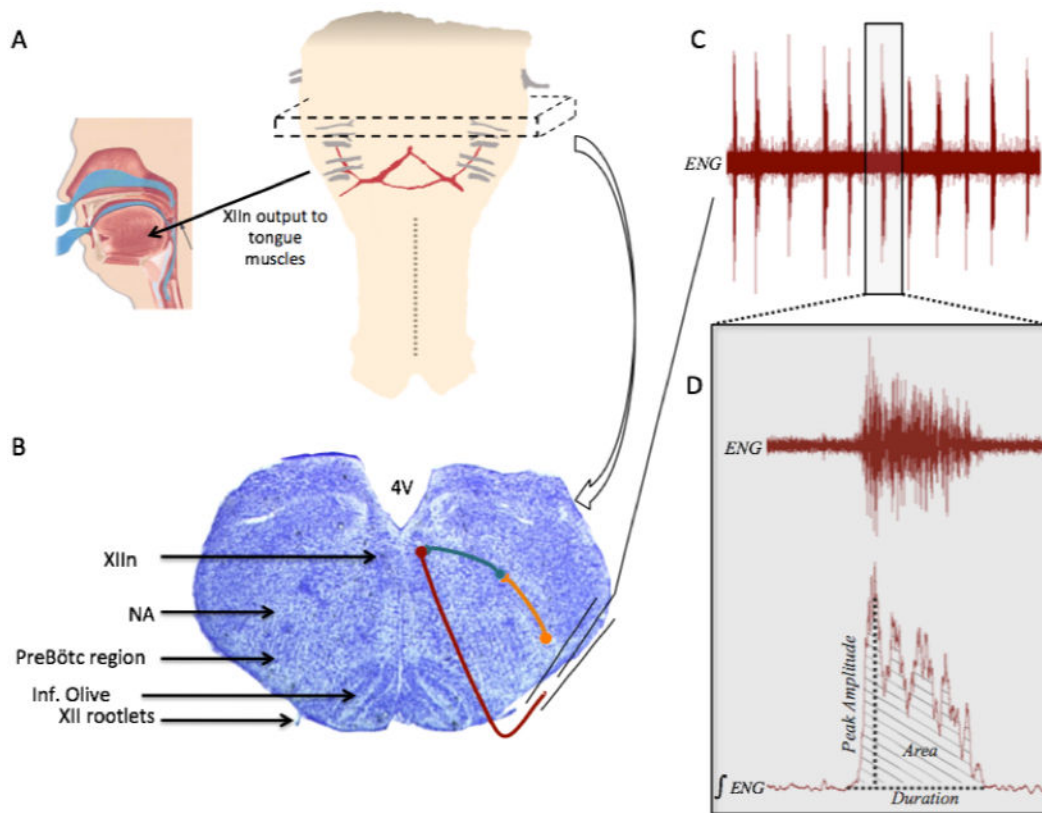 A
XIIn output to
tongue
muscles
B
4V
XIIn
NA
PreBötc region
Inf. Olive
XII rootlets
C
ENG
D
ENG
Peak Amplitude
Area
∫ ENG
Duration